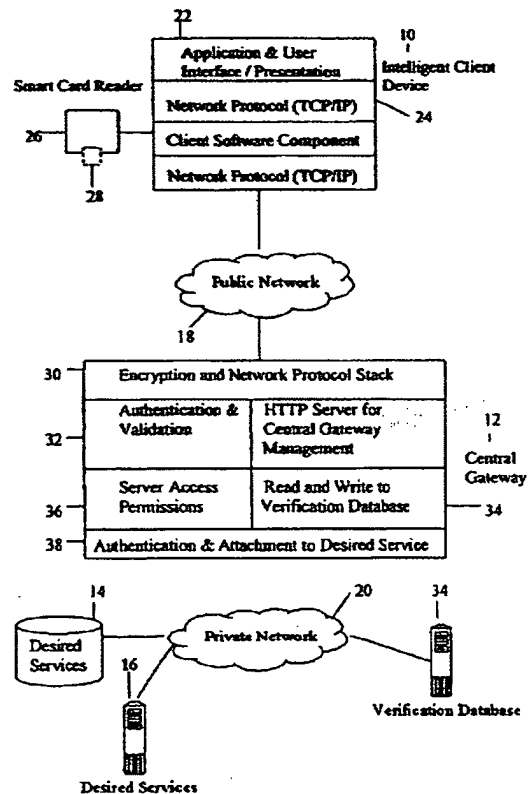 22
Application & User
Interface / Presentation
10
Intelligent Client
Device
Smart Card Reader
Network Protocol (TCP/IP)
24
26
Client Software Component
28
Network Protocol (TCP/IP)
Public Network
18
30
Encryption and Network Protocol Stack
Authentication &
Validation
HTTP Server for
Central Gateway
Management
12
32
Central
Gateway
Server Access
Permissions
Read and Write to
Verification Database
36
34
38
Authentication & Attachment to Desired Service
14
20
34
Desired
Services
Private Network
16
Verification Database
Desired Services